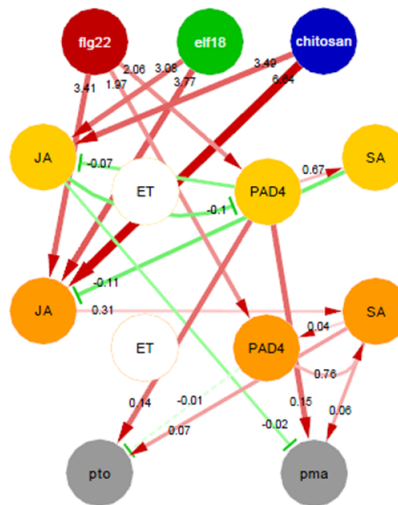 flg22 elf18 chitosan
2.06 3.08 3.49
3.41 1.97 3.77 6.64
JA -0.07 ET PAD4 0.67 SA
-0.1
-0.11
JA 0.31 SA
ET PAD4 0.04
0.76
0.14 -0.01 0.15 0.06
0.07 -0.02
pto pma